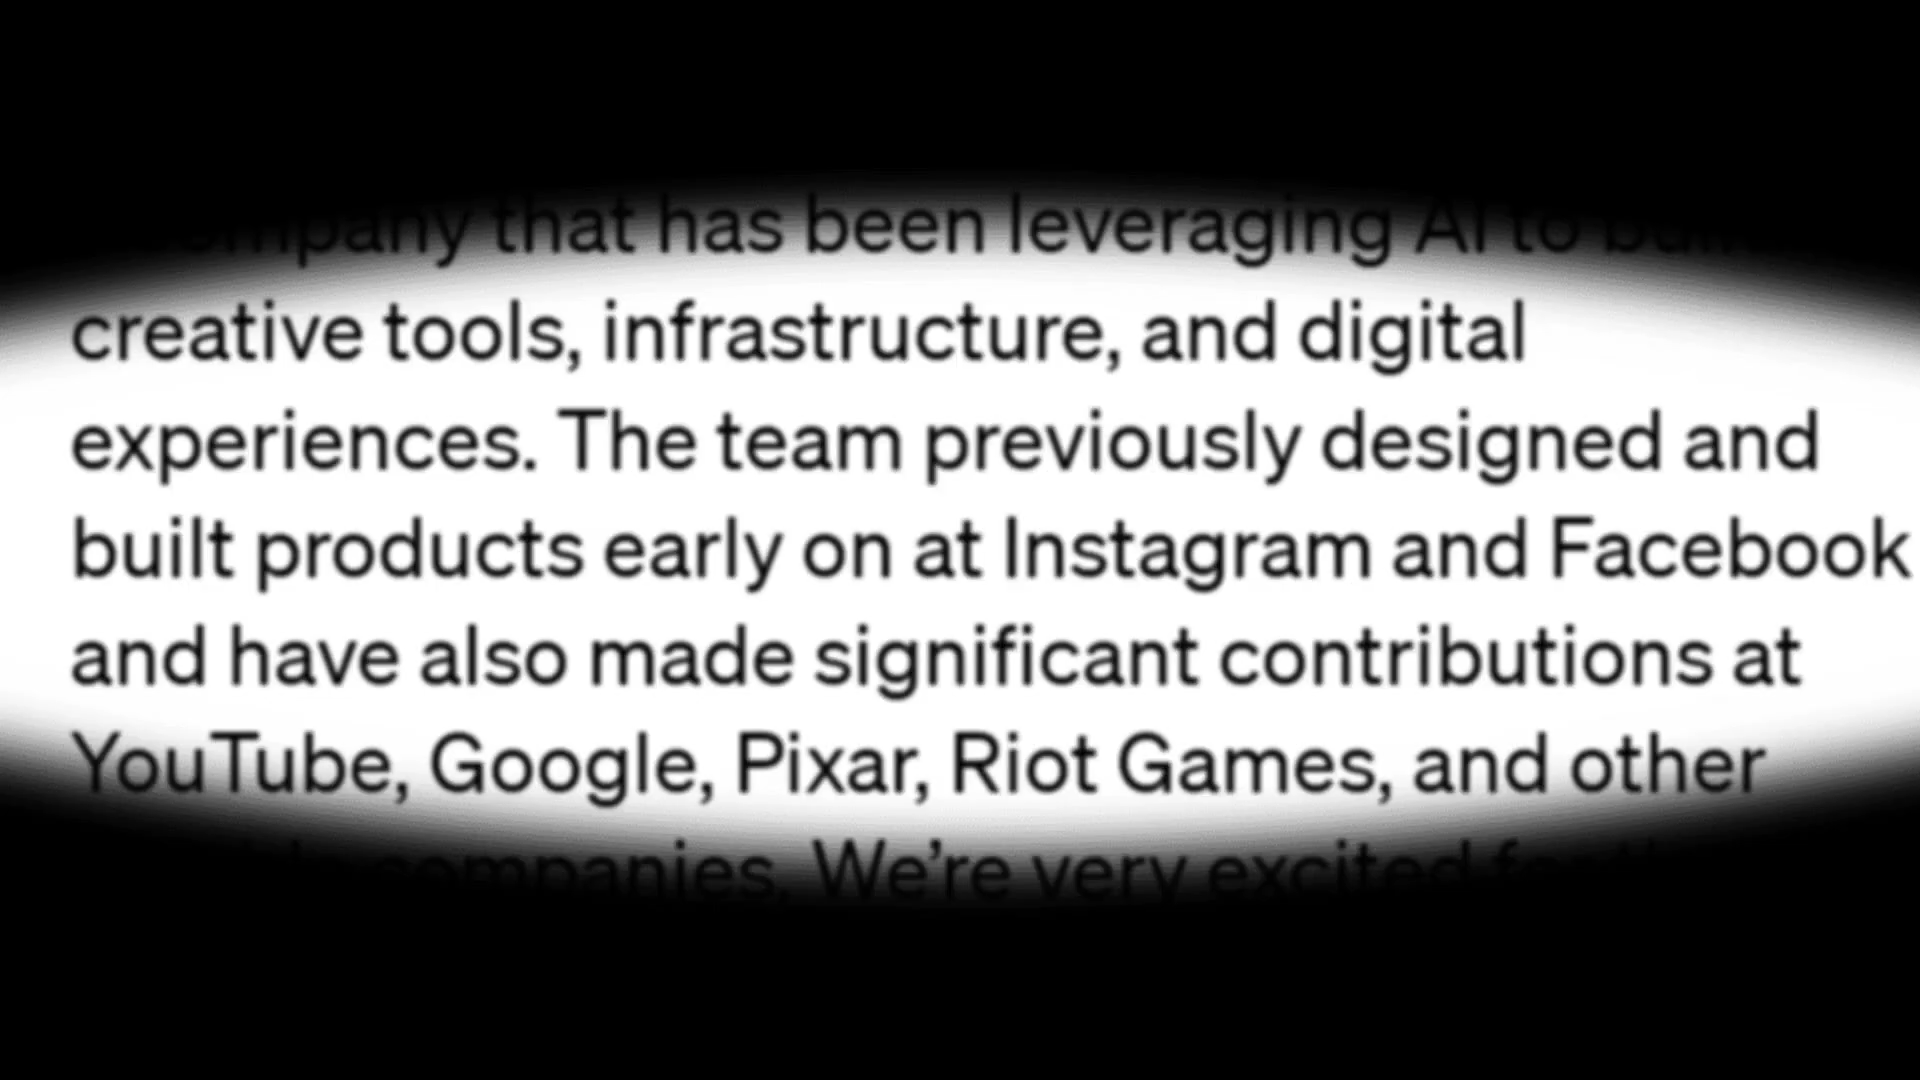 company that has been leveraging AI to build
creative tools, infrastructure, and digital
experiences. The team previously designed and
built products early on at Instagram and Facebook
and have also made significant contributions at
YouTube, Google, Pixar, Riot Games, and other
companies. We’re very excited for